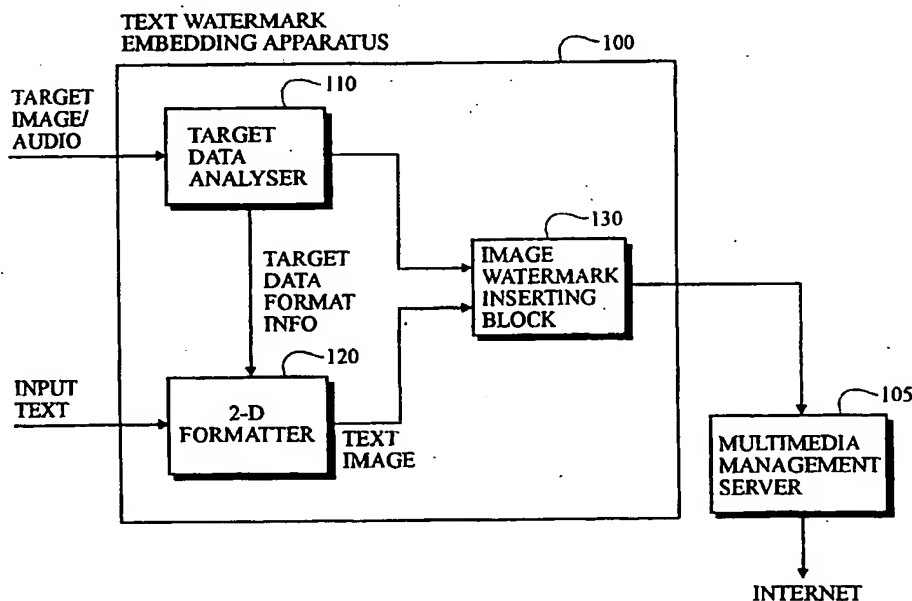 TEXT WATERMARK
EMBEDDING APPARATUS
100
TARGET
IMAGE/
AUDIO
110
TARGET
DATA
ANALYSER
TARGET
DATA
FORMAT
INFO
130
IMAGE
WATERMARK
INSERTING
BLOCK
INPUT
TEXT
120
2-D
FORMATTER
TEXT
IMAGE
105
MULTIMEDIA
MANAGEMENT
SERVER
INTERNET